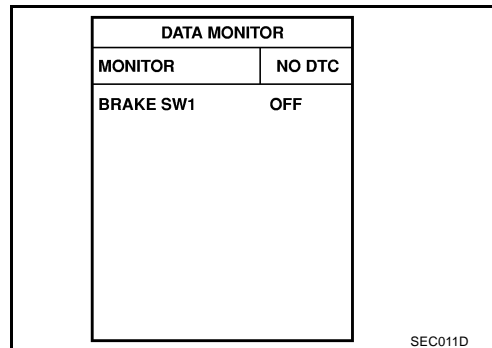 DATA MONITOR
MONITOR NO DTC
BRAKE SW1 OFF
SEC011D